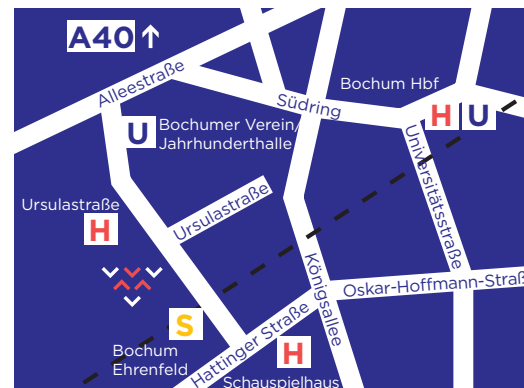 A40↑
Alleestraße
Bochum Hbf
Südring
H U
U
Bochumer Verein/
Jahrhunderthalle
Universitätsstraße
Ursulastraße
H
Ursulastraße
Königsallee
Oskar-Hoffmann-Straß
S
Bochum
Ehrenfeld
Hattinger Straße
H
Schauspielhaus